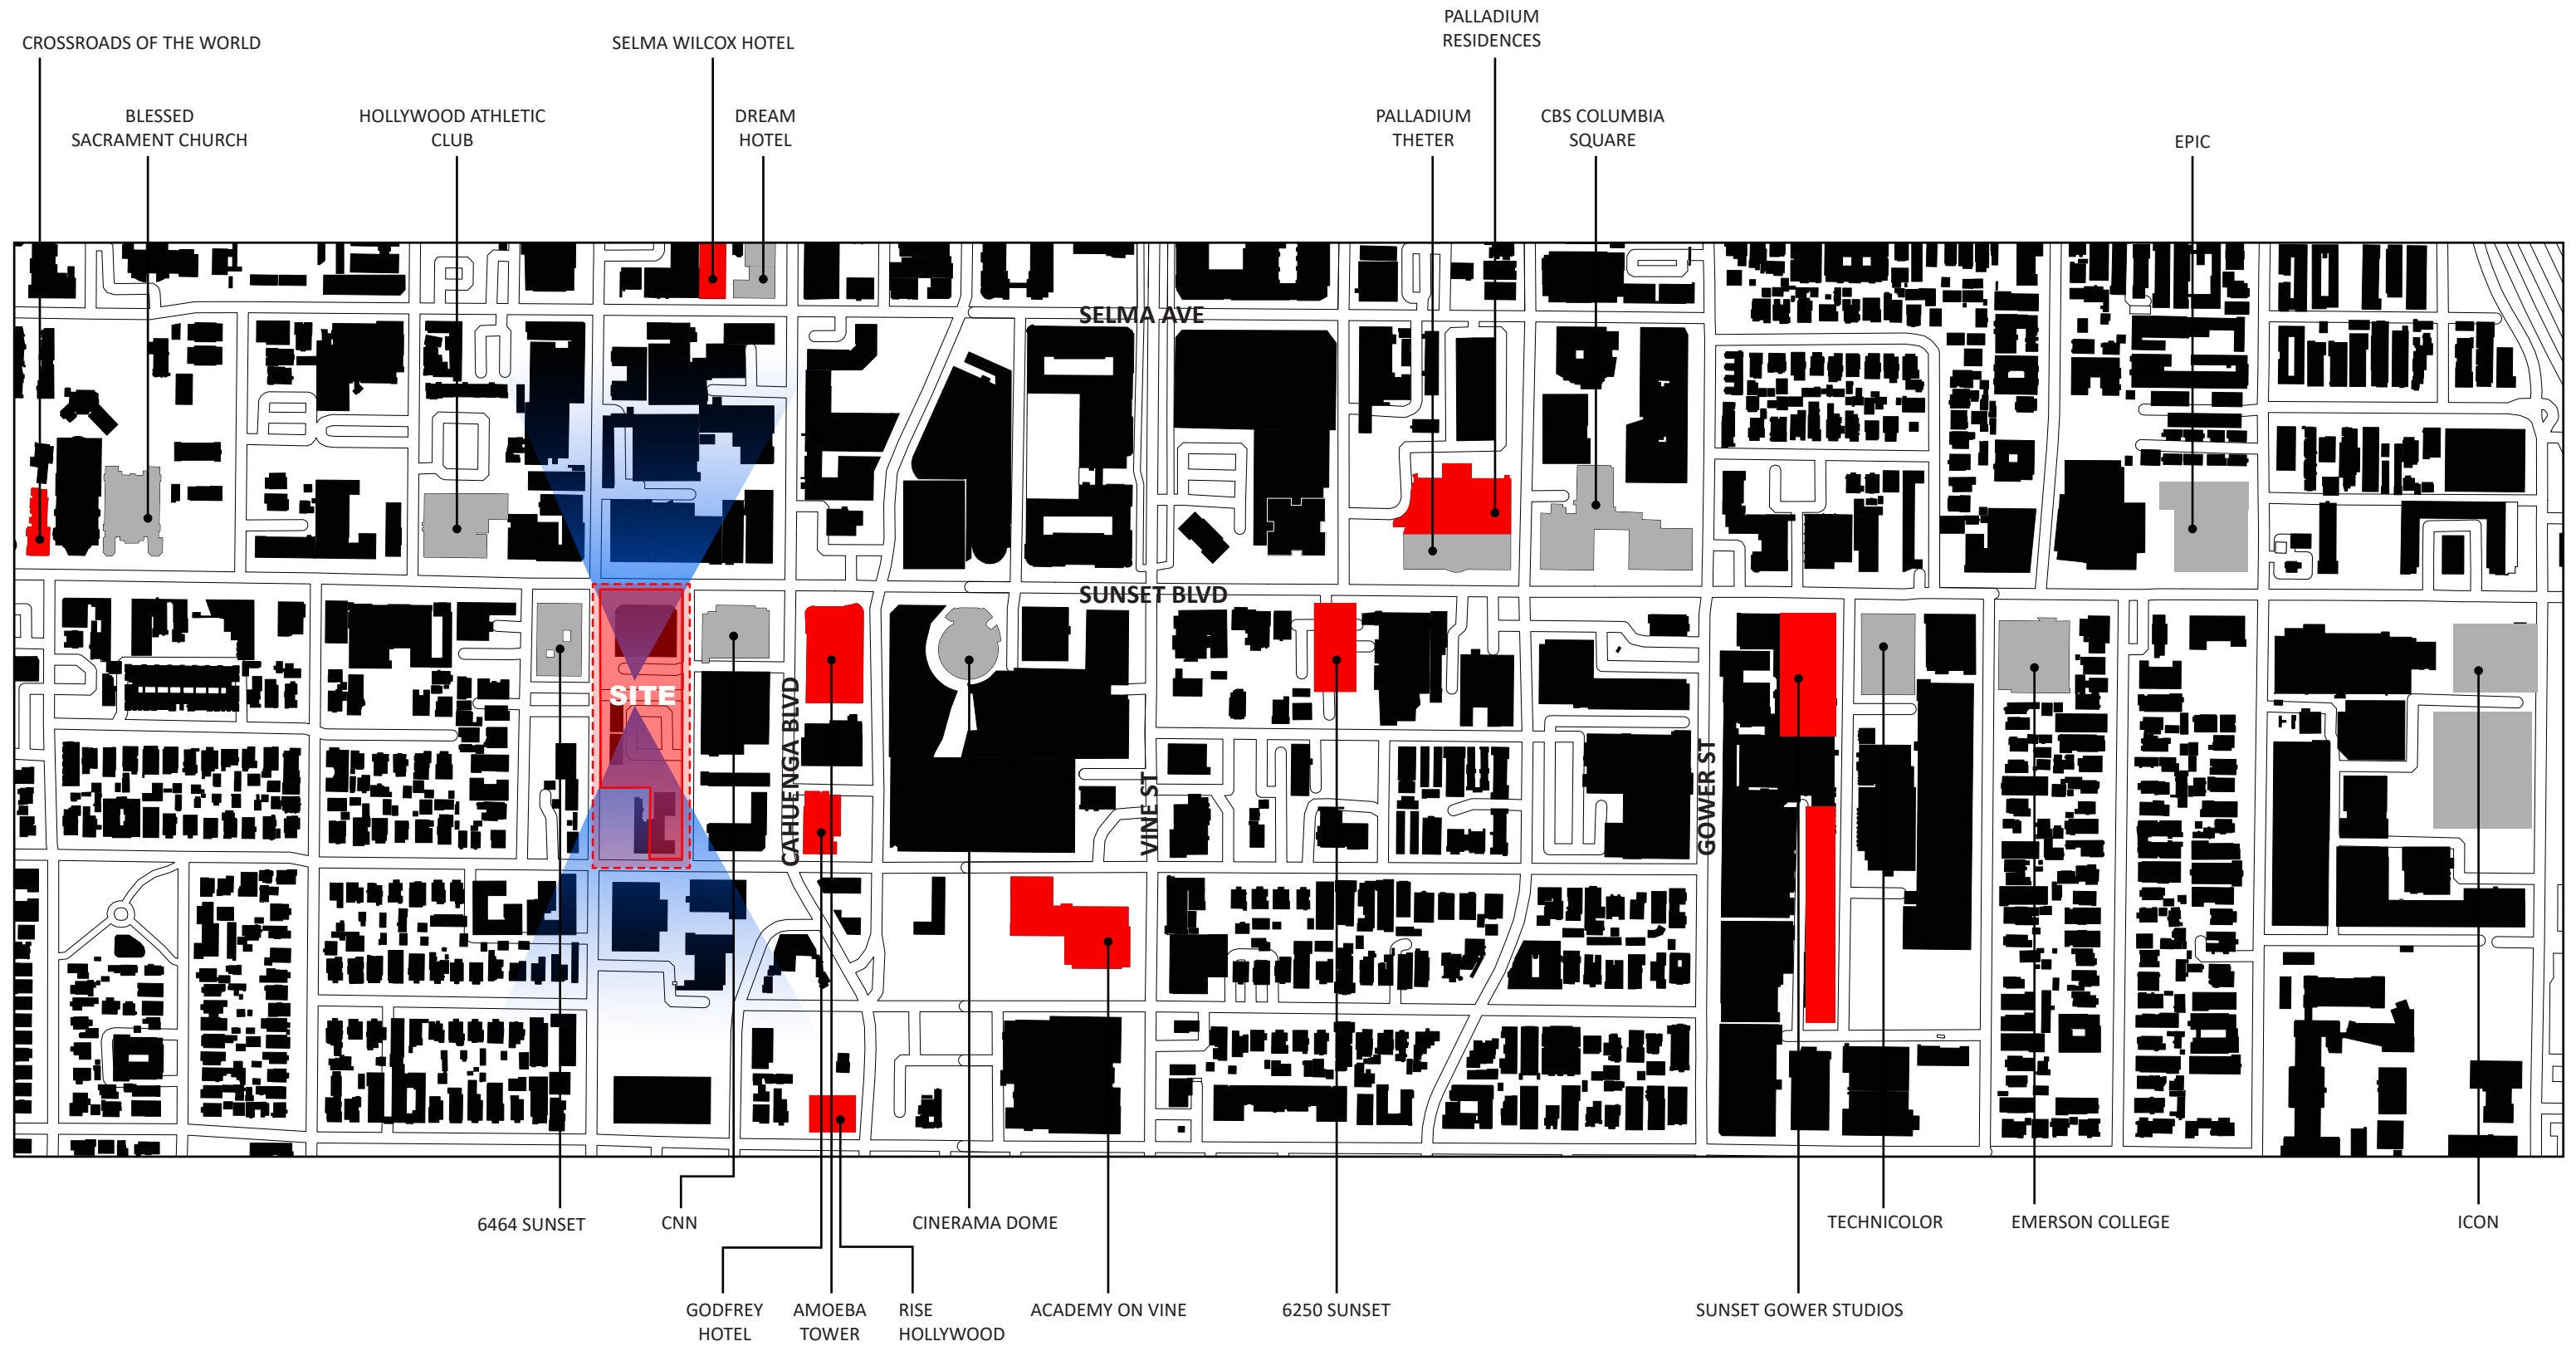 PALLADIUM
RESIDENCES
CROSSROADS OF THE WORLD
SELMA WILCOX HOTEL
BLESSED
SACRAMENT CHURCH
HOLLYWOOD ATHLETIC
CLUB
DREAM
HOTEL
PALLADIUM
THETER
CBS COLUMBIA
SQUARE
EPIC
SELMA AVE
SUNSET BLVD
SITE
CAHUENGA BLVD
VINE ST
GOWER ST
6464 SUNSET
CNN
CINERAMA DOME
TECHNICOLOR
EMERSON COLLEGE
ICON
GODFREY
HOTEL
AMOEBA
TOWER
RISE
HOLLYWOOD
ACADEMY ON VINE
6250 SUNSET
SUNSET GOWER STUDIOS